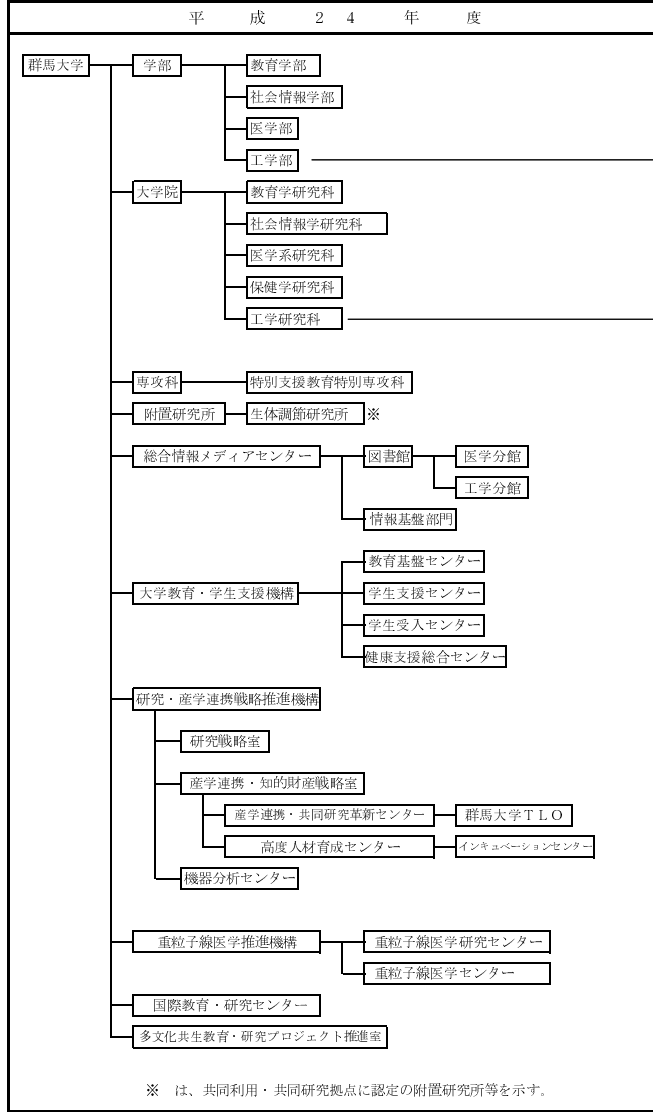 平成２４年度
群馬大学 学部 教育学部
社会情報学部
医学部
工学部
大学院 教育学研究科
社会情報学研究科
医学系研究科
保健学研究科
工学研究科
専攻科 特別支援教育特別専攻科
附置研究所 生体調節研究所 ※
総合情報メディアセンター 図書館 医学分館
工学分館
情報基盤部門
教育基盤センター
大学教育・学生支援機構 学生支援センター
学生受入センター
健康支援総合センター
研究・産学連携戦略推進機構
研究戦略室
産学連携・知的財産戦略室
産学連携・共同研究革新センター 群馬大学ＴＬＯ
高度人材育成センター インキュベーションセンター
機器分析センター
重粒子線医学推進機構 重粒子線医学研究センター
重粒子線医学センター
国際教育・研究センター
多文化共生教育・研究プロジェクト推進室
※ は、共同利用・共同研究拠点に認定の附置研究所等を示す。